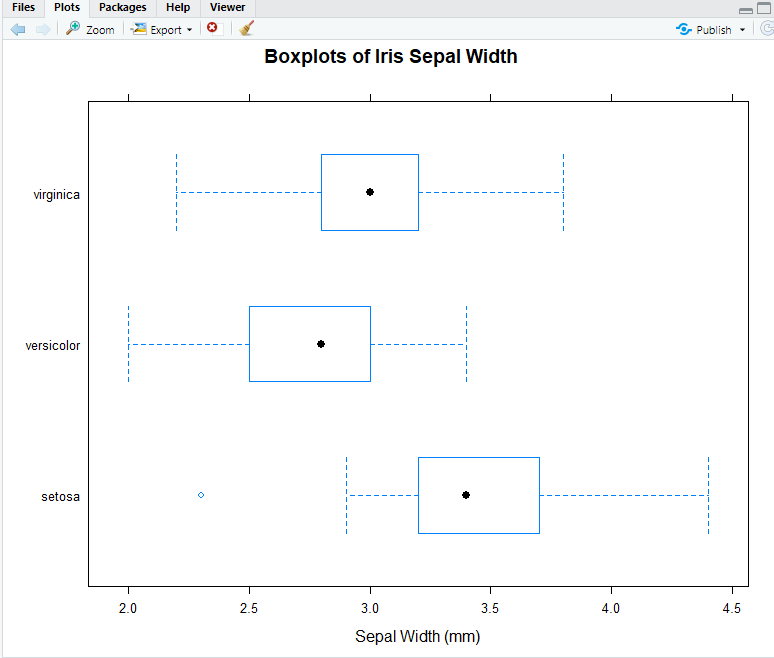 Files Plots Packages Help Viewer
Zoom Export Publish
Boxplots of Iris Sepal Width
virginica
versicolor
setosa
2.0 2.5 3.0 3.5 4.0 4.5
Sepal Width (mm)